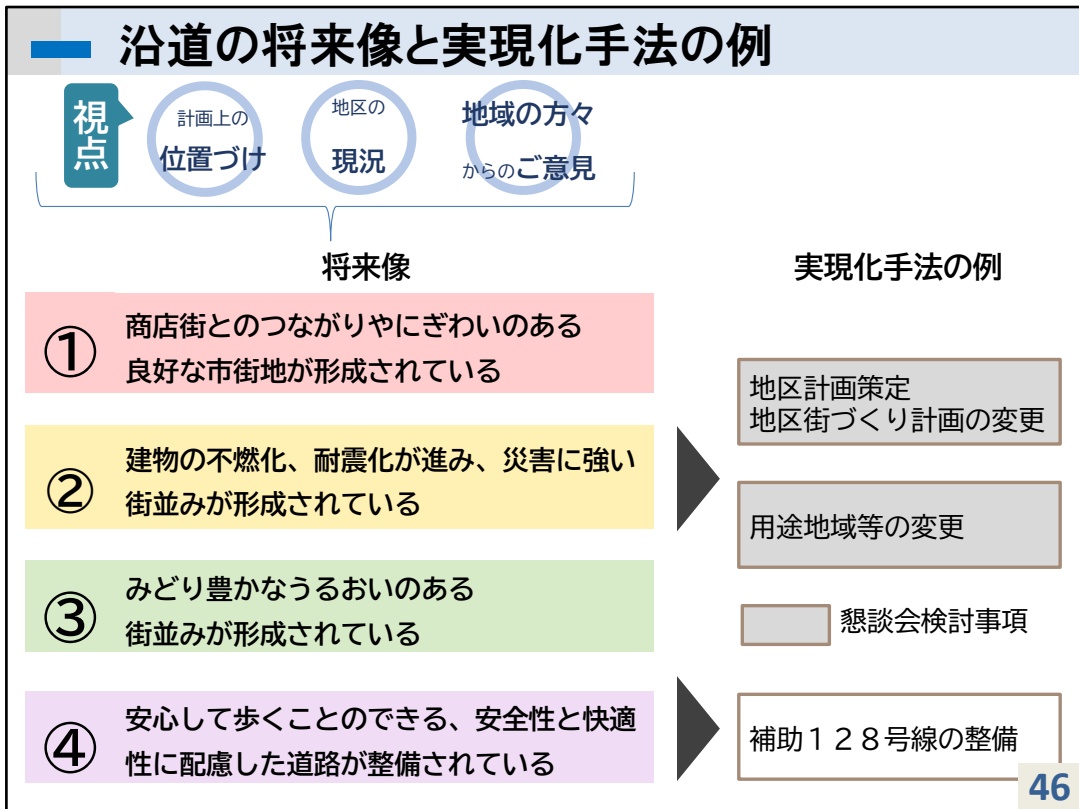 沿道の将来像と実現化手法の例
視点
計画上の
位置づけ
地区の
現況
地域の方々
からのご意見
将来像
実現化手法の例
①
商店街とのつながりやにぎわいのある
良好な市街地が形成されている
②
建物の不燃化、耐震化が進み、災害に強い
街並みが形成されている
③
みどり豊かなうるおいのある
街並みが形成されている
④
安心して歩くことのできる、安全性と快適
性に配慮した道路が整備されている
地区計画策定
地区街づくり計画の変更
用途地域等の変更
懇談会検討事項
補助１２８号線の整備
46